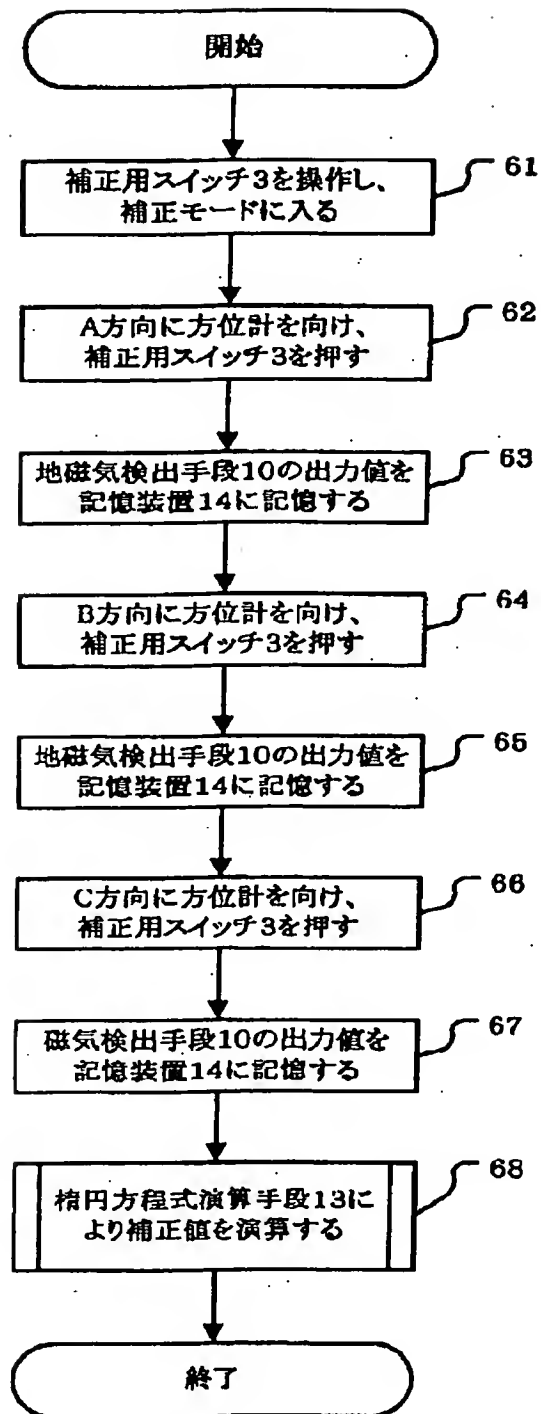 開始
補正用スイッチ3を操作し、
補正モードに入る
61
A方向に方位計を向け、
補正用スイッチ3を押す
62
地磁気検出手段10の出力値を
記憶装置14に記憶する
63
B方向に方位計を向け、
補正用スイッチ3を押す
64
地磁気検出手段10の出力値を
記憶装置14に記憶する
65
C方向に方位計を向け、
補正用スイッチ3を押す
66
磁気検出手段10の出力値を
記憶装置14に記憶する
67
楕円方程式演算手段13に
より補正値を演算する
68
終了